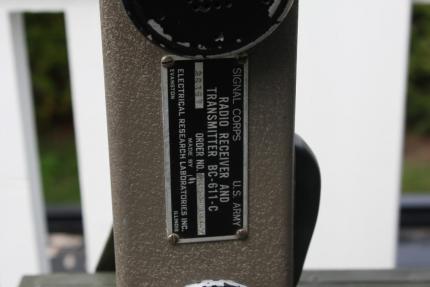 SIGNAL CORPS U.S. ARMY
RADIO RECEIVER AND
TRANSMITTER BC-611-C
ORDER NO.
MADE BY
ELECTRICAL RESEARCH LABORATORIES INC.
EVANSTON ILLINOIS